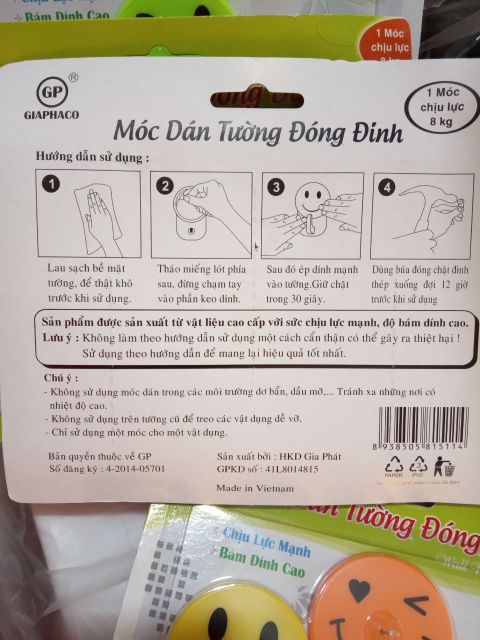 Chịu Lực Mạnh
Bám Dính Cao
1 Móc
chịu lực
8 kg
GP ®
GIAPHACO
1 Móc
chịu lực
8 kg
Móc Dán Tường Đóng Đinh
Hướng dẫn sử dụng :
1
2
3
4
Lau sạch bề mặt
tường, để thật khô
trước khi sử dụng.
Tháo miếng lót phía
sau, đừng chạm tay
vào phần keo dính.
Sau đó ép dính mạnh
vào tường.Giữ chặt
trong 30 giây.
Dùng búa đóng chặt đinh
thép xuống đợi 12 giờ
trước khi sử dụng
Sản phẩm được sản xuất từ vật liệu cao cấp với sức chịu lực mạnh, độ bám dính cao.
Lưu ý : Không làm theo hướng dẫn sử dụng một cách cẩn thận có thể gây ra thiệt hại !
Sử dụng theo hướng dẫn để mang lại hiệu quả tốt nhất.
Chú ý :
- Không sử dụng móc dán trong các môi trường dơ bẩn, dầu mỡ,... Tránh xa những nơi có
nhiệt độ cao.
- Không sử dụng trên tường cũ để treo các vật dụng dễ vỡ.
- Chỉ sử dụng một móc cho một vật dụng.
Bản quyền thuộc về GP
Số đăng ký : 4-2014-05701
Sản xuất bởi : HKD Gia Phát
GPKD số : 41L8014815
Made in Vietnam
8 938505 815114
PAPER
PVC
Dán Tường Đóng
Chịu Lực Mạnh
Bám Dính Cao